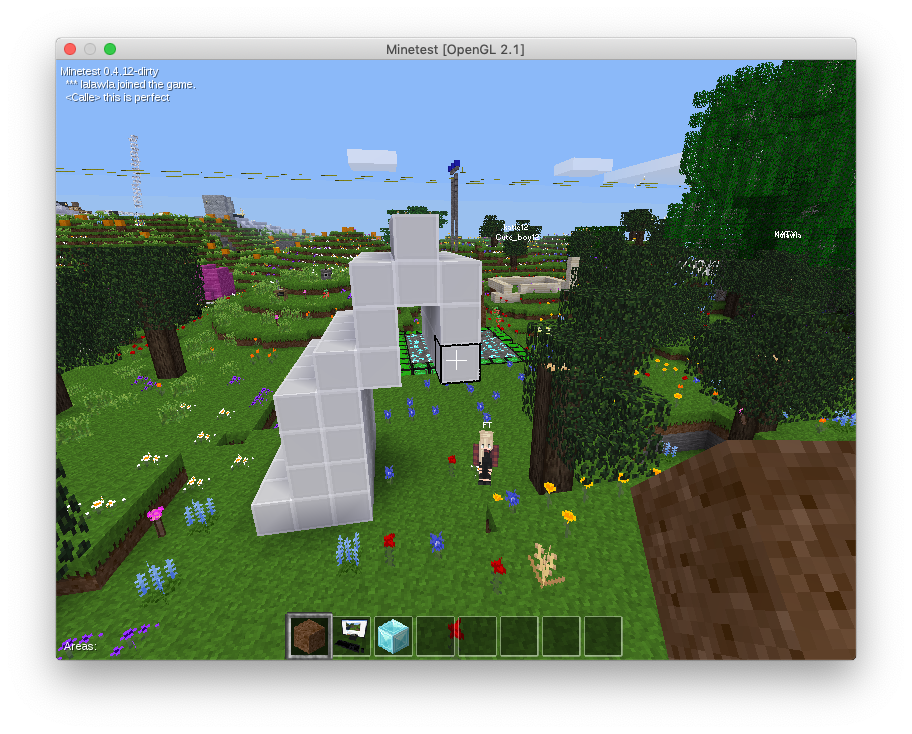 Minetest [OpenGL 2.1]
Minetest 0.4.12-dirty
*** lalawla joined the game.
<Calle> this is perfect
Cute_boy12
FT
Areas: